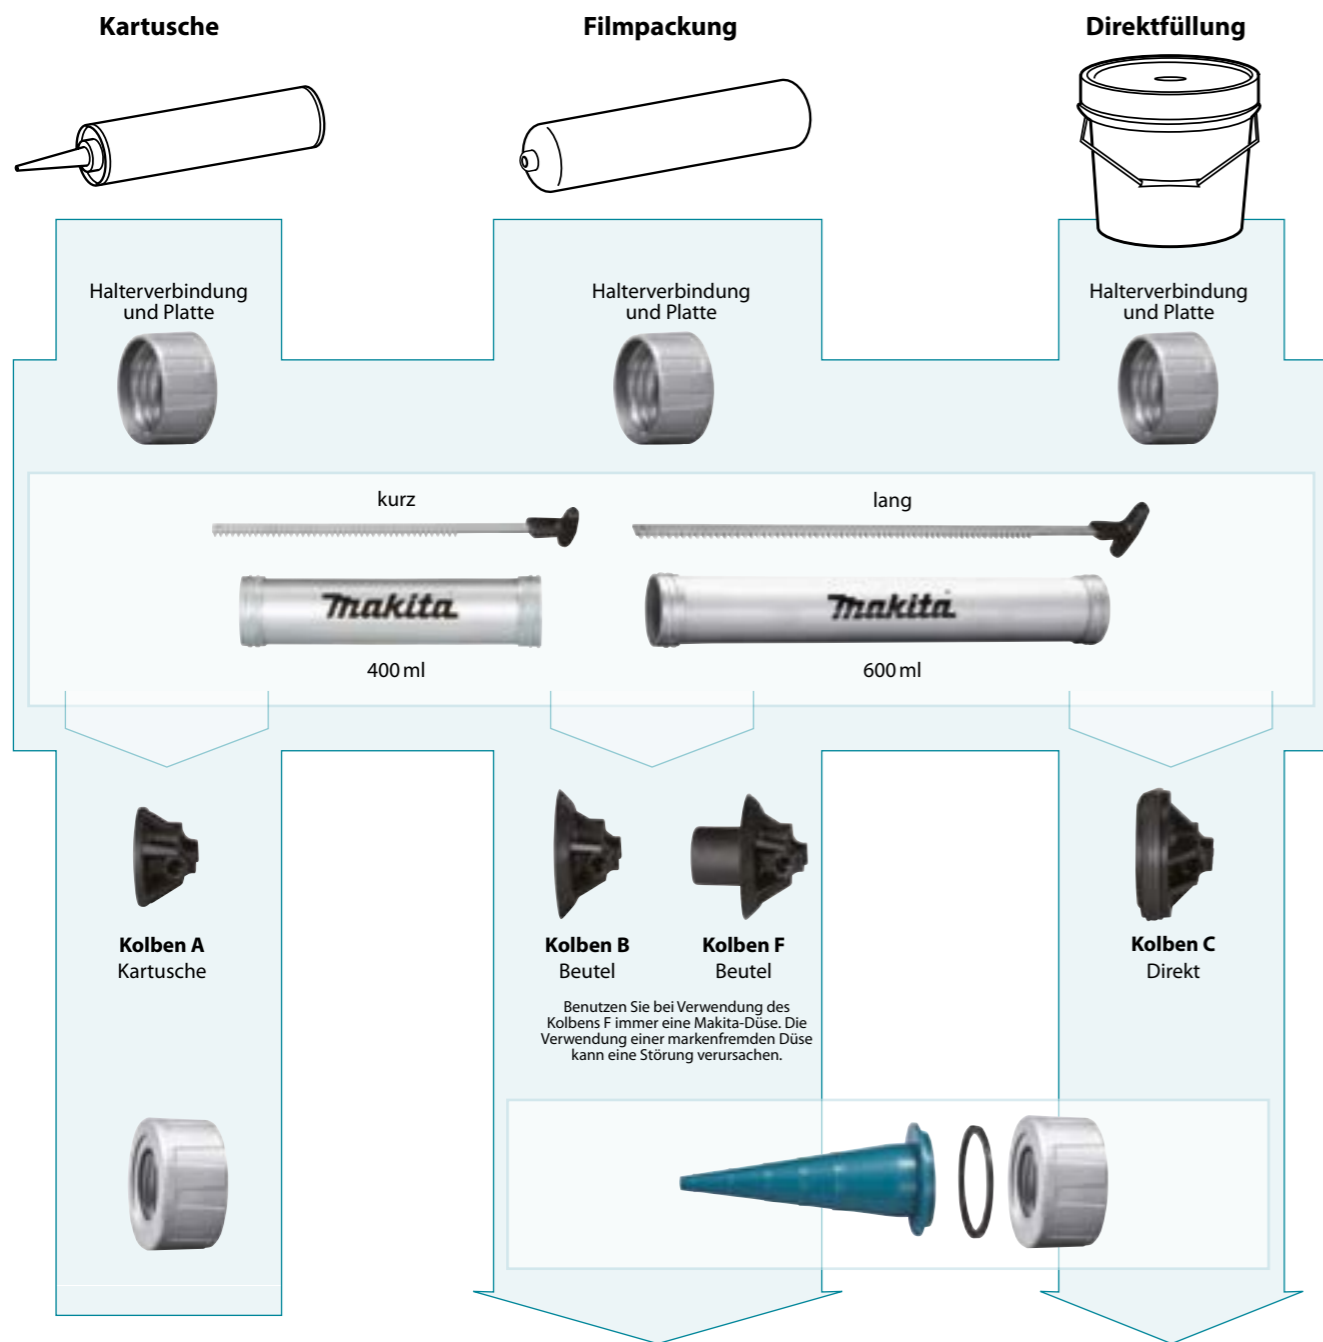 Kartusche
Filmpackung
Direktfüllung
Halterverbindung
und Platte
Halterverbindung
und Platte
Halterverbindung
und Platte
kurz
lang
makita
makita
400 ml
600 ml
Kolben A
Kartusche
Kolben B
Beutel
Kolben F
Beutel
Kolben C
Direkt
Benutzen Sie bei Verwendung des
Kolbens F immer eine Makita-Düse. Die
Verwendung einer markenfremden Düse
kann eine Störung verursachen.